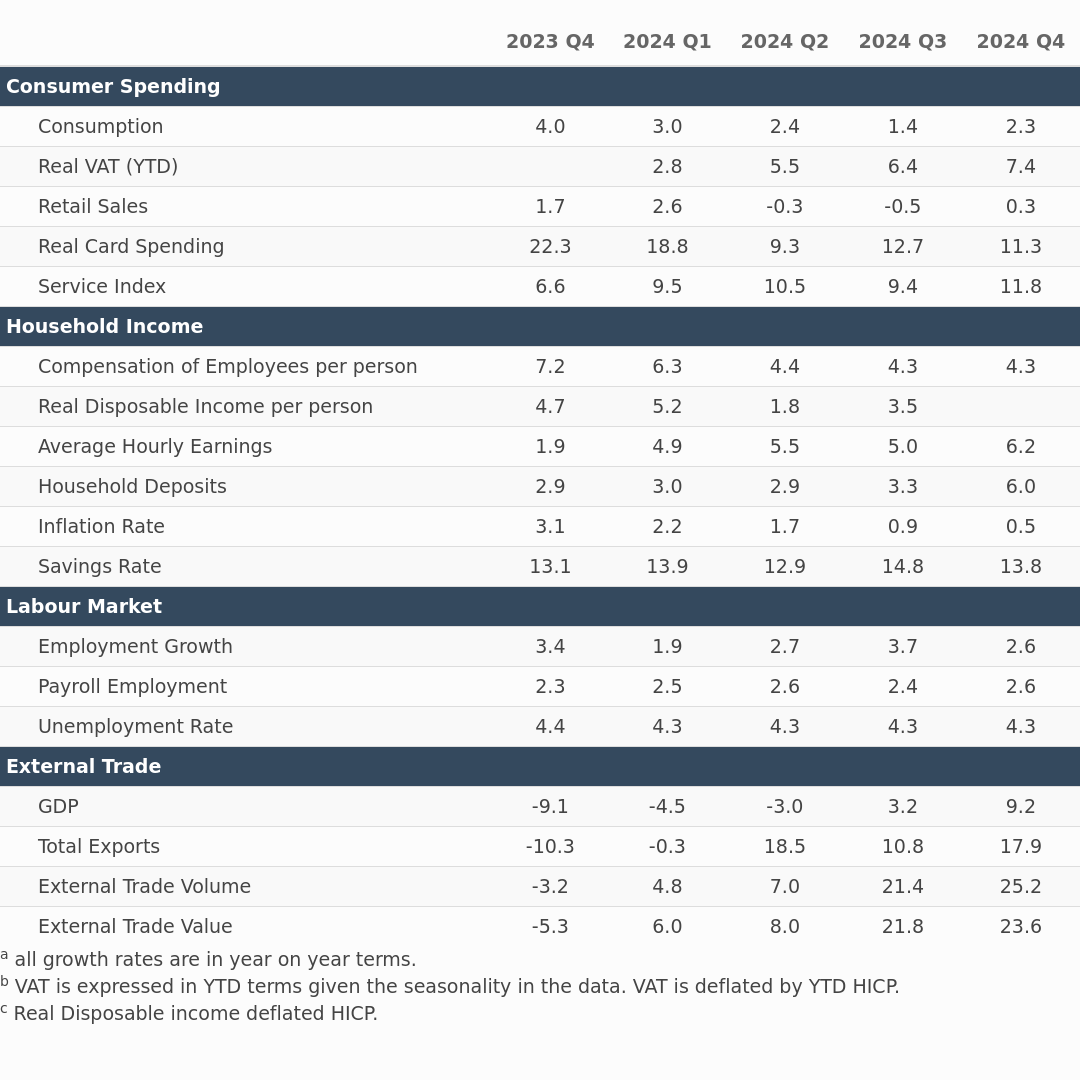 2023 Q4 2024 Q1 2024 Q2 2024 Q3 2024 Q4
Consumer Spending
Consumption 4.0 3.0 2.4 1.4 2.3
Real VAT (YTD) 2.8 5.5 6.4 7.4
Retail Sales 1.7 2.6 -0.3 -0.5 0.3
Real Card Spending 22.3 18.8 9.3 12.7 11.3
Service Index 6.6 9.5 10.5 9.4 11.8
Household Income
Compensation of Employees per person 7.2 6.3 4.4 4.3 4.3
Real Disposable Income per person 4.7 5.2 1.8 3.5
Average Hourly Earnings 1.9 4.9 5.5 5.0 6.2
Household Deposits 2.9 3.0 2.9 3.3 6.0
Inflation Rate 3.1 2.2 1.7 0.9 0.5
Savings Rate 13.1 13.9 12.9 14.8 13.8
Labour Market
Employment Growth 3.4 1.9 2.7 3.7 2.6
Payroll Employment 2.3 2.5 2.6 2.4 2.6
Unemployment Rate 4.4 4.3 4.3 4.3 4.3
External Trade
GDP -9.1 -4.5 -3.0 3.2 9.2
Total Exports -10.3 -0.3 18.5 10.8 17.9
External Trade Volume -3.2 4.8 7.0 21.4 25.2
External Trade Value -5.3 6.0 8.0 21.8 23.6
a all growth rates are in year on year terms.
b VAT is expressed in YTD terms given the seasonality in the data. VAT is deflated by YTD HICP.
c Real Disposable income deflated HICP.